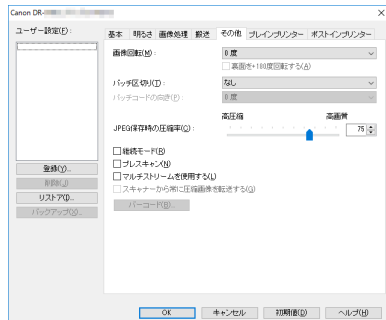 Canon DR-
ユーザー設定(F):
基本 明るさ 画像処理 搬送 その他 プレインプリンター ポストインプリンター
画像回転(M): 0 度
裏面を+180度回転する(A)
バッチ区切り(T): なし
バッチコードの向き(P): 0 度
高圧縮 高画質
JPEG保存時の圧縮率(Q): 75
継続モード(R)
プレスキャン(N)
マルチストリームを使用する(L)
スキャナーから常に圧縮画像を転送する(G)
バーコード(B)...
登録(Y)...
削除(J)
リストア(I)...
バックアップ(X)...
OK キャンセル 初期値(D) ヘルプ(H)